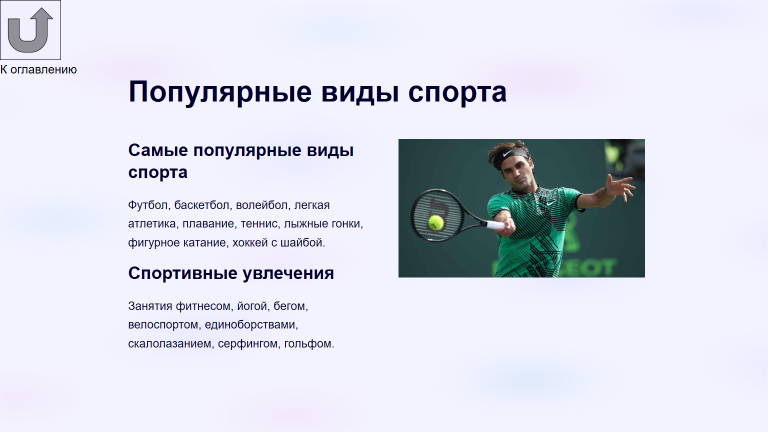 К оглавлению
Популярные виды спорта
Самые популярные виды
спорта
Футбол, баскетбол, волейбол, легкая
атлетика, плавание, теннис, лыжные гонки,
фигурное катание, хоккей с шайбой.
Спортивные увлечения
Занятия фитнесом, йогой, бегом,
велоспортом, единоборствами,
скалолазанием, серфингом, гольфом.